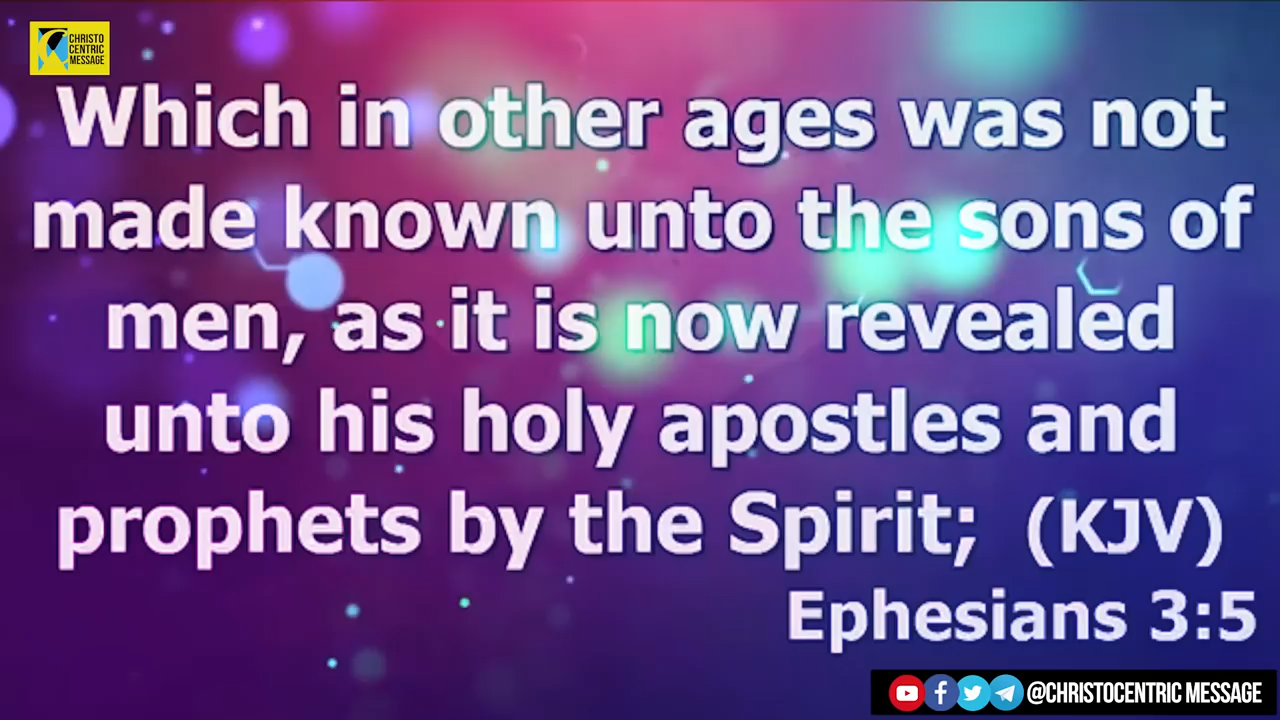 CHRISTO
CENTRIC
MESSAGE
Which in other ages was not
made known unto the sons of
men, as it is now revealed
unto his holy apostles and
prophets by the Spirit; (KJV)
Ephesians 3:5
@CHRISTOCENTRIC MESSAGE